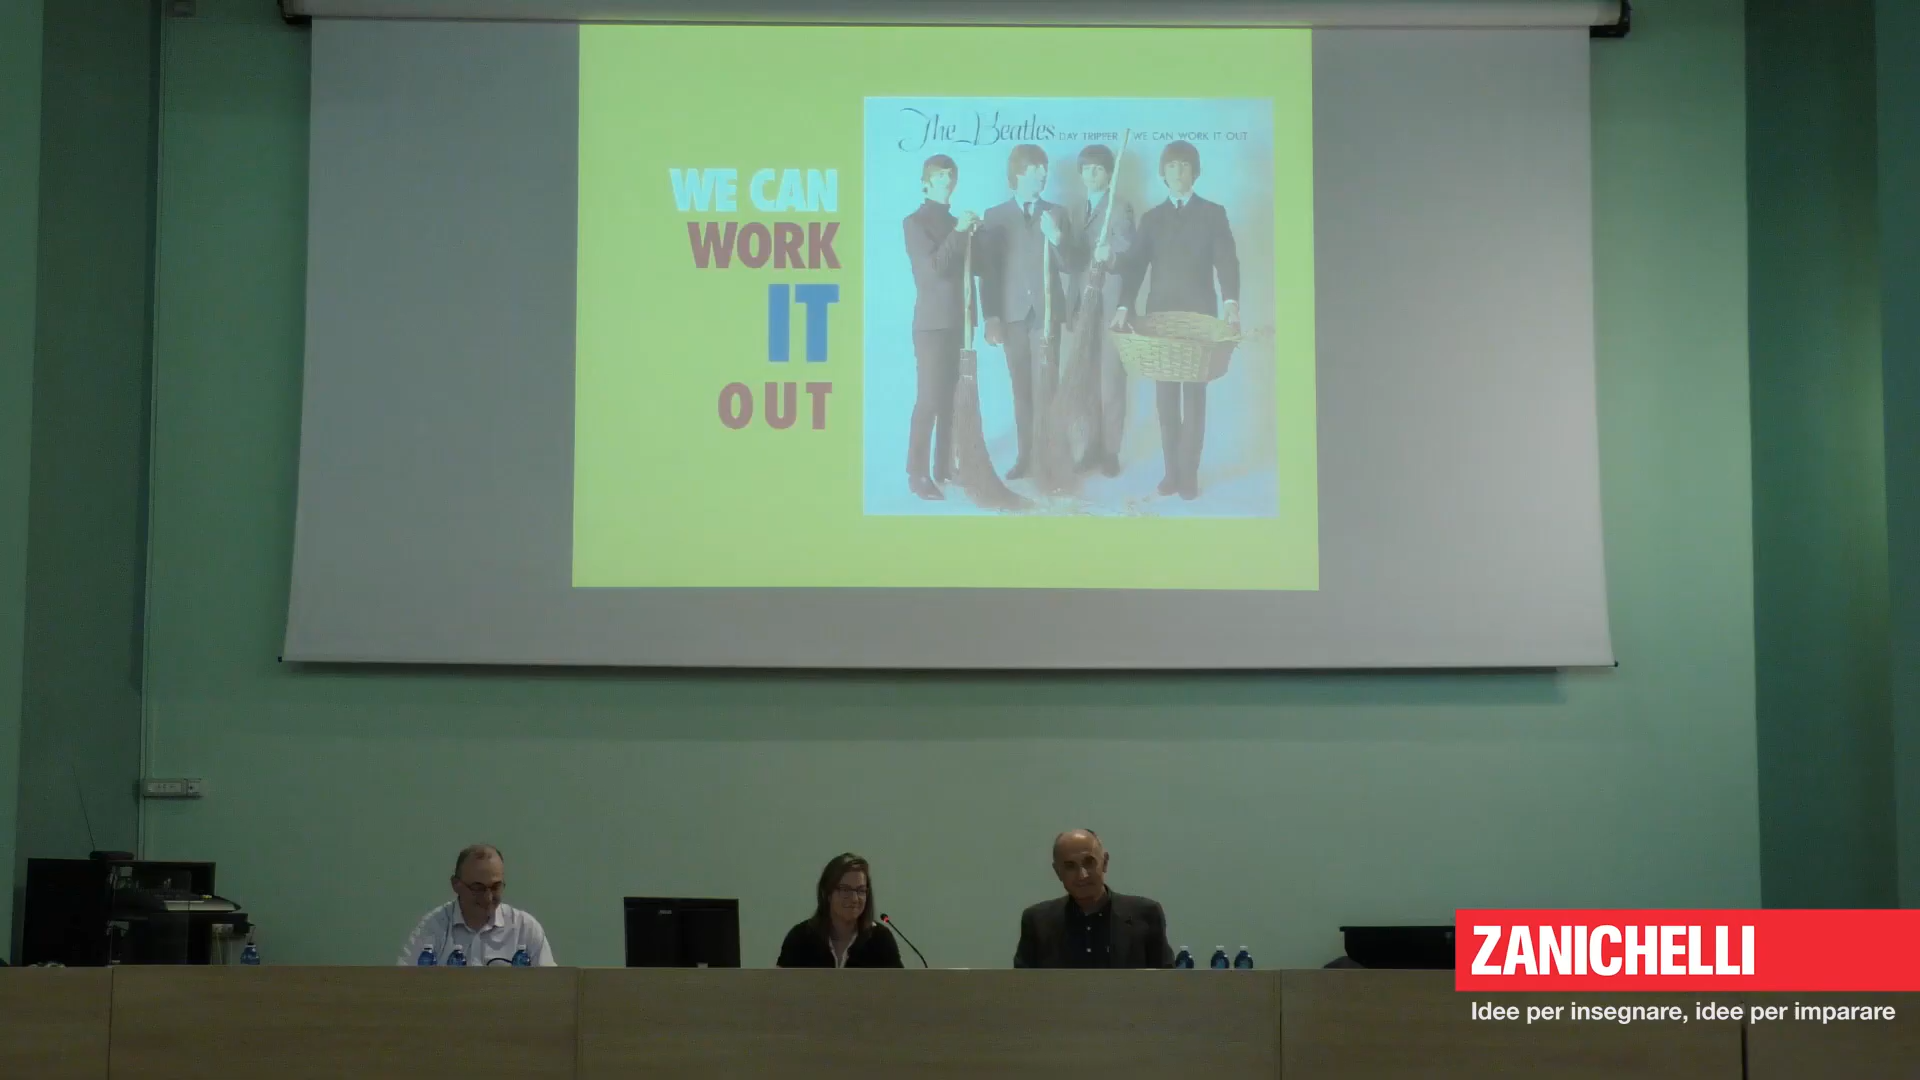 The Beatles DAY TRIPPER WE CAN WORK IT OUT
WE CAN
WORK
IT
OUT
ZANICHELLI
Idee per insegnare, idee per imparare